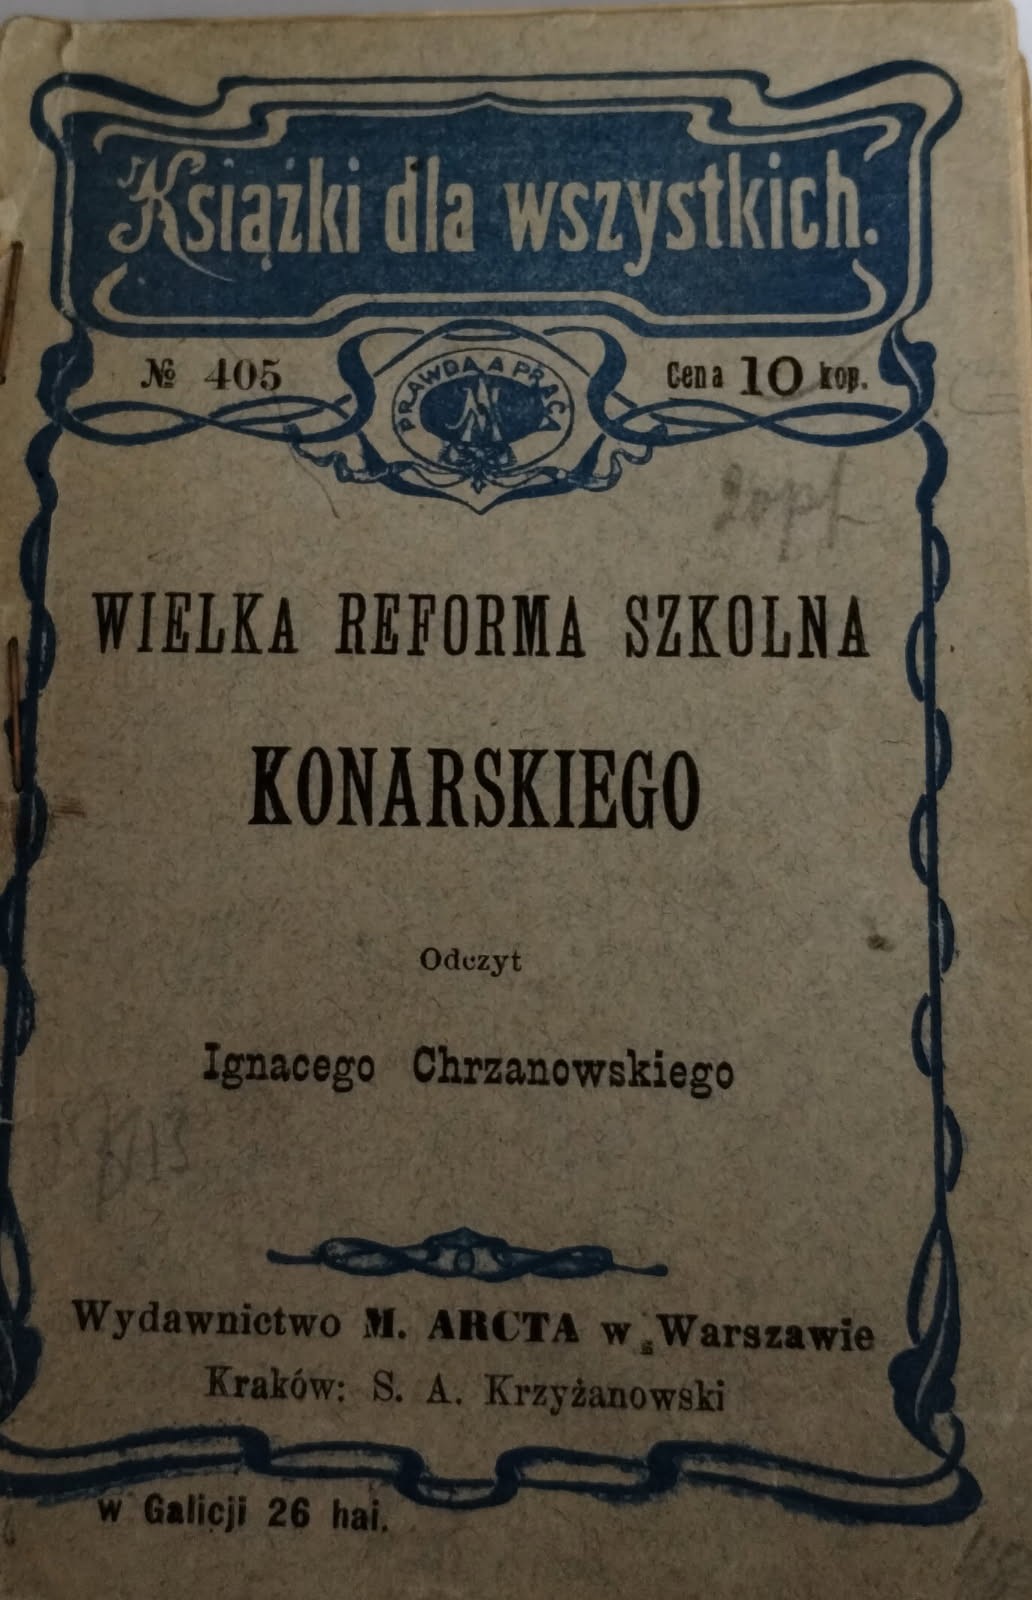 Książki dla wszystkich.
№ 405
PRAWDA A PRACA
Cena 10 kop.
WIELKA REFORMA SZKOLNA
KONARSKIEGO
Odczyt
Ignacego Chrzanowskiego
Wydawnictwo M. ARCTA w Warszawie
Kraków: S. A. Krzyżanowski
w Galicji 26 hal.